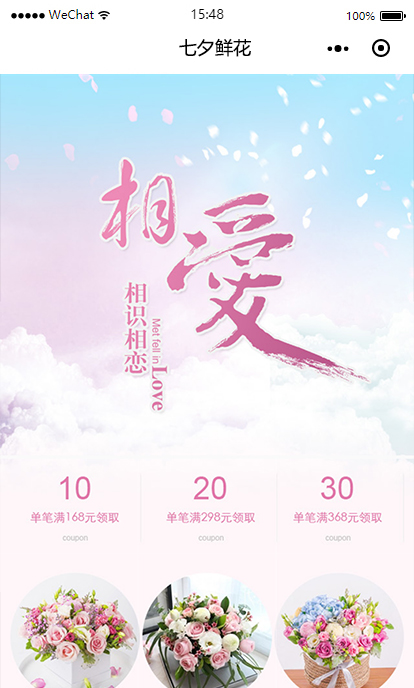 WeChat 15:48 100%
七夕鲜花
相愛
相识相恋
Met fell in Love
10 20 30
单笔满168元领取 单笔满298元领取 单笔满368元领取
coupon coupon coupon